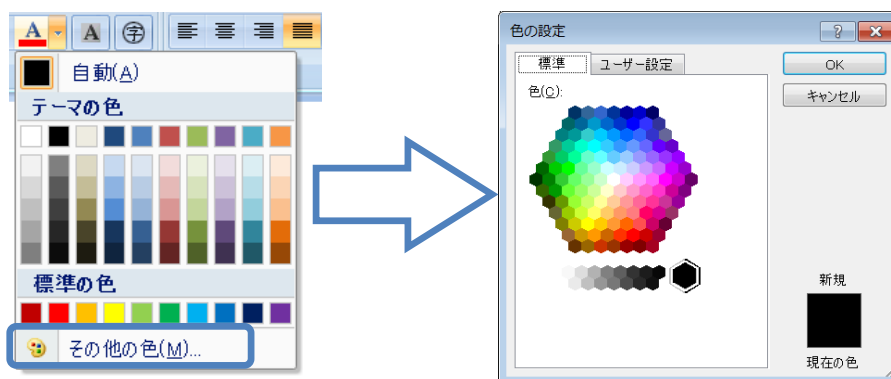 A A 字
自動(A)
テーマの色
標準の色
その他の色(M)...
色の設定
標準 ユーザー設定
色(C):
OK
キャンセル
新規
現在の色